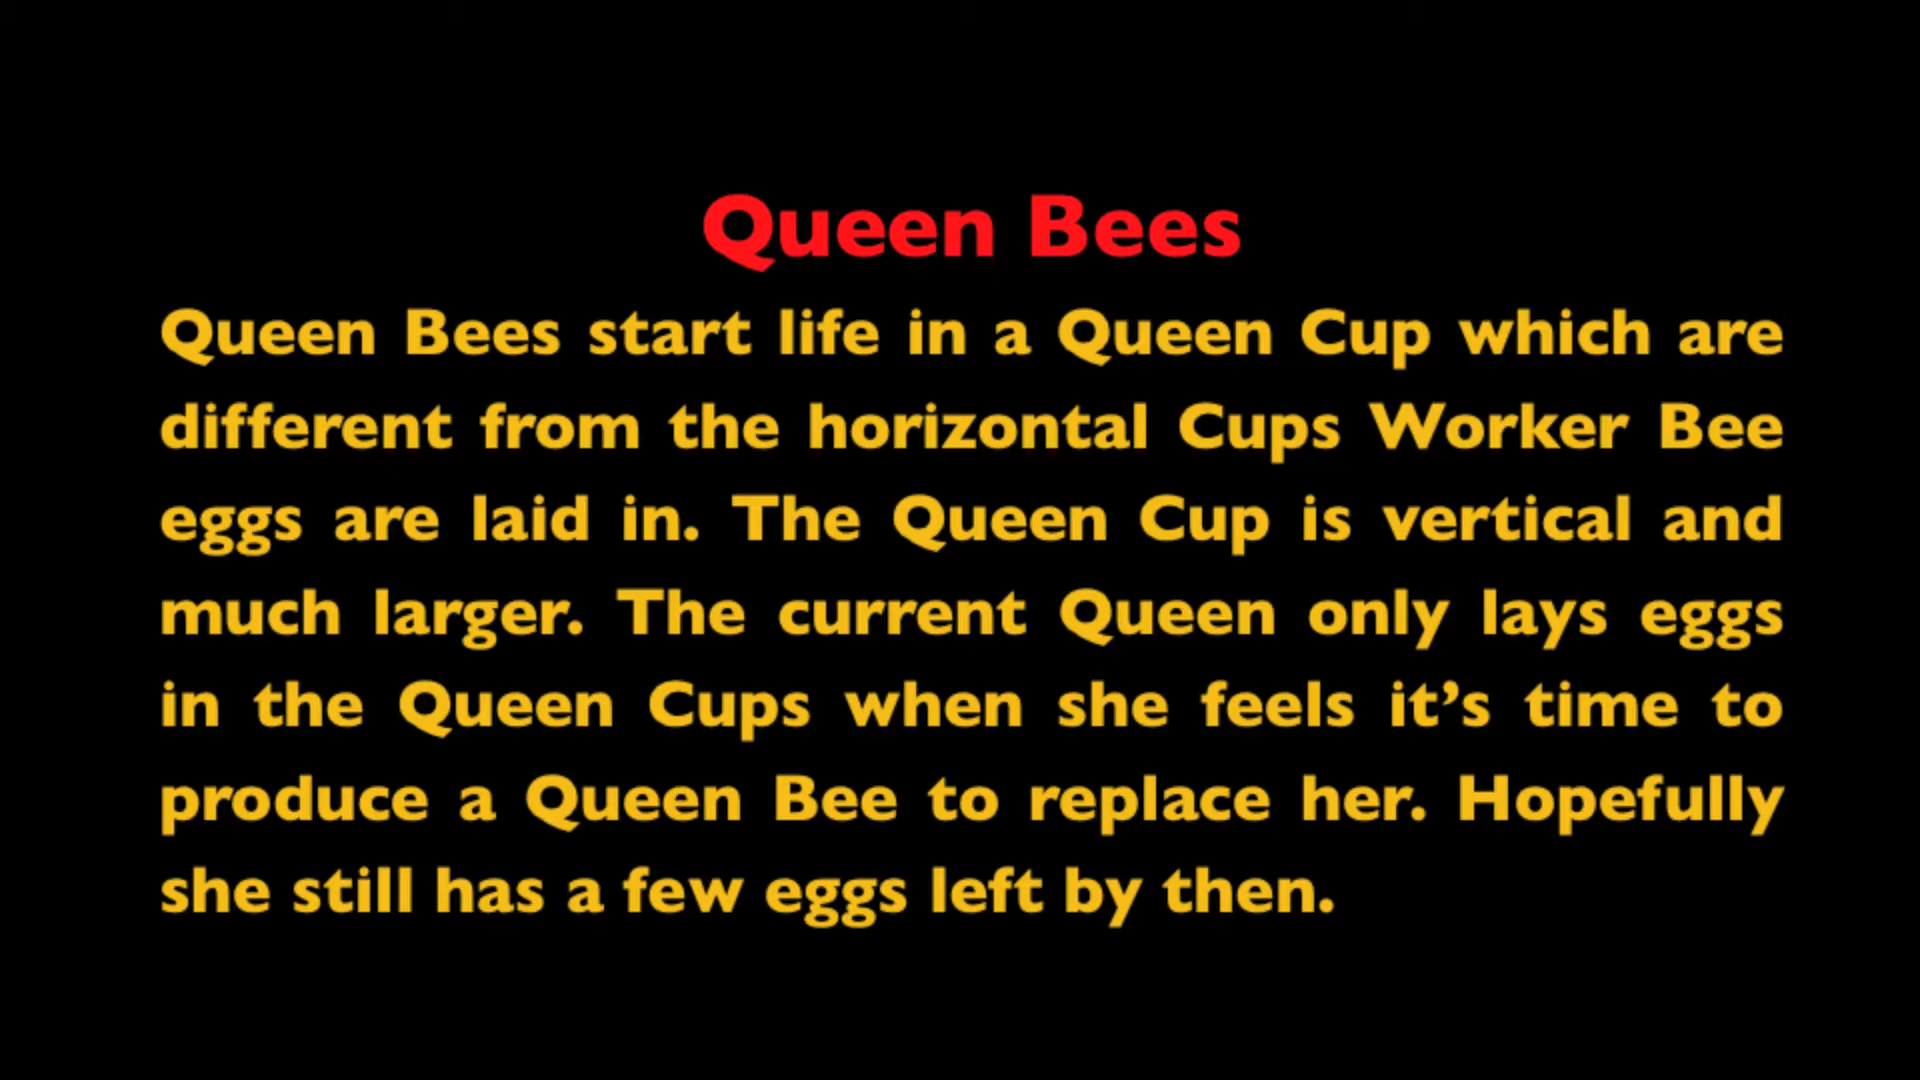 Queen Bees
Queen Bees start life in a Queen Cup which are
different from the horizontal Cups Worker Bee
eggs are laid in. The Queen Cup is vertical and
much larger. The current Queen only lays eggs
in the Queen Cups when she feels it’s time to
produce a Queen Bee to replace her. Hopefully
she still has a few eggs left by then.